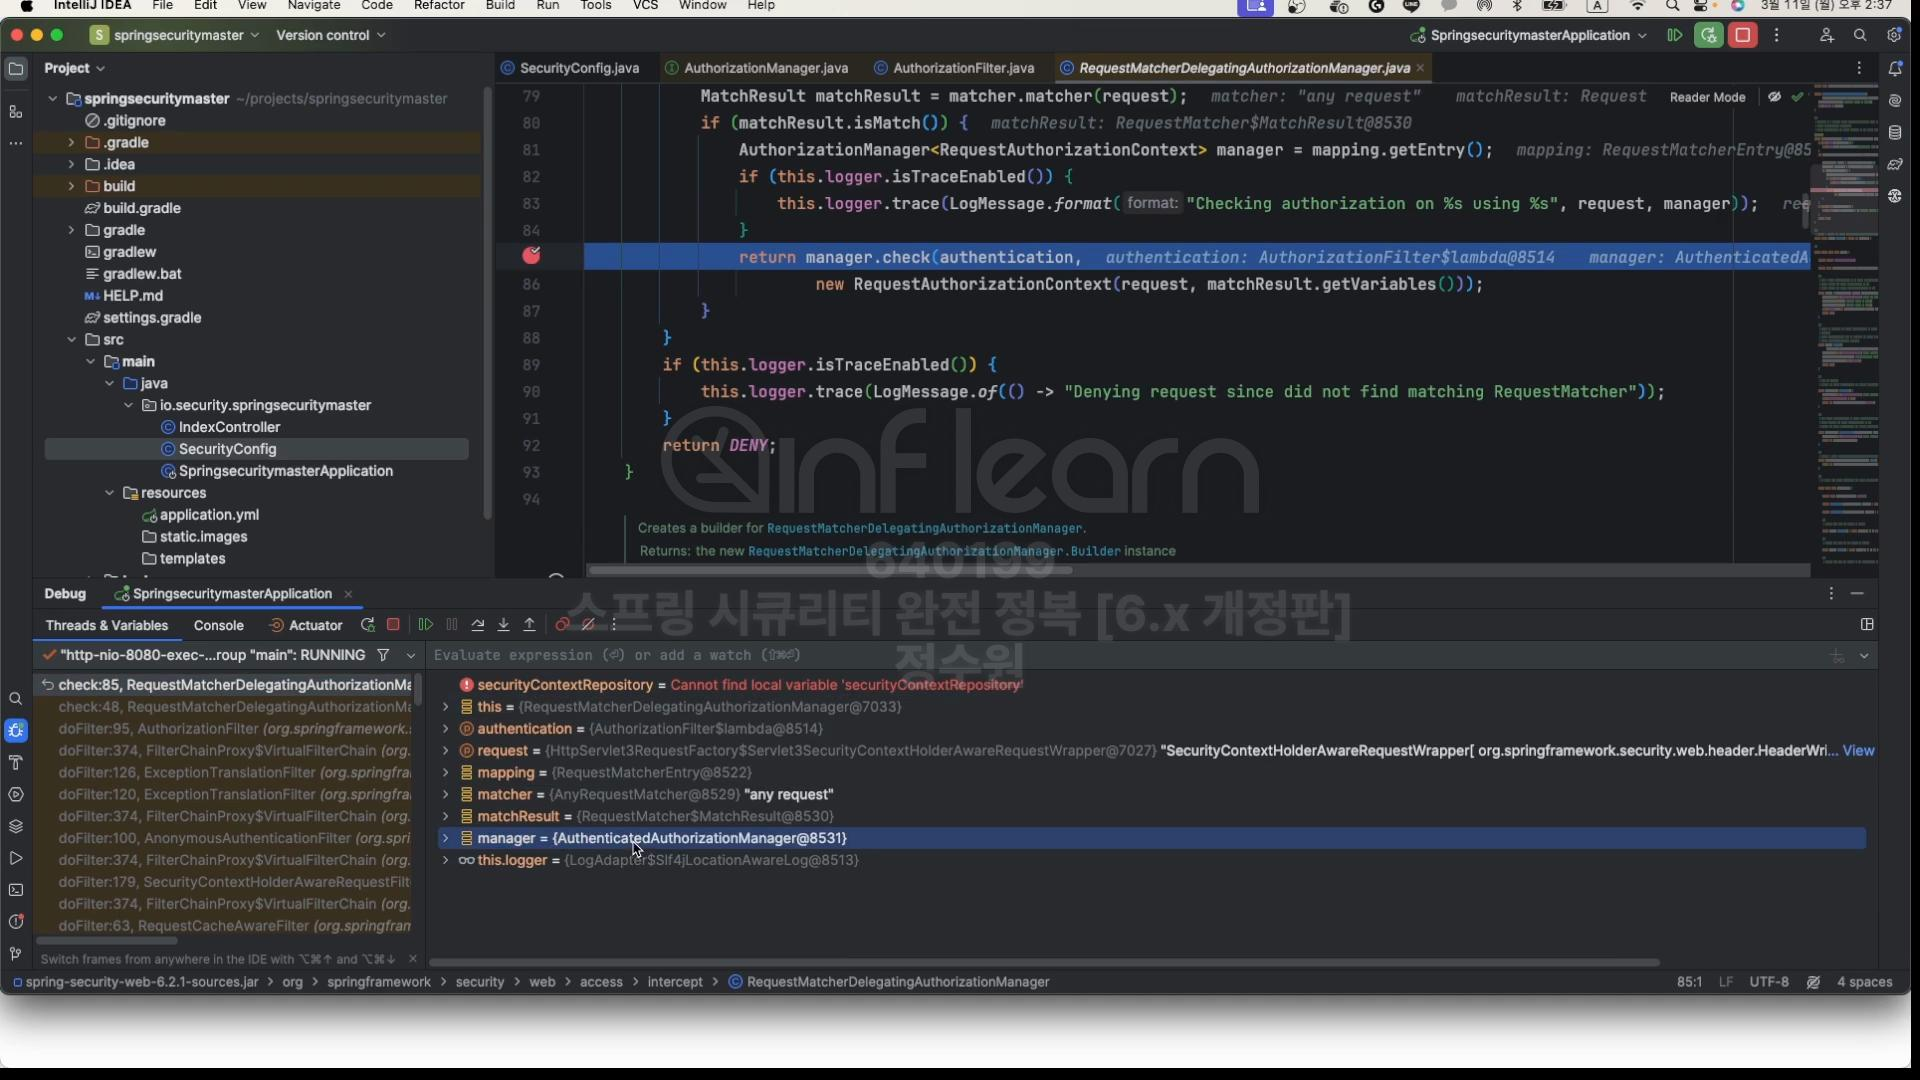 IntelliJ IDEA File Edit View Navigate Code Refactor Build Run Tools VCS Window Help
3월 11일 (월) 오후 2:37
S springsecuritymaster Version control
SpringsecuritymasterApplication
Project
SecurityConfig.java AuthorizationManager.java AuthorizationFilter.java RequestMatcherDelegatingAuthorizationManager.java
springsecuritymaster ~/projects/springsecuritymaster
.gitignore
.gradle
.idea
build
build.gradle
gradle
gradlew
gradlew.bat
HELP.md
settings.gradle
src
main
java
io.security.springsecuritymaster
IndexController
SecurityConfig
SpringsecuritymasterApplication
resources
application.yml
static.images
templates
Reader Mode
79 MatchResult matchResult = matcher.matcher(request); matcher: "any request" matchResult: Request
80 if (matchResult.isMatch()) { matchResult: RequestMatcher$MatchResult@8530
81 AuthorizationManager<RequestAuthorizationContext> manager = mapping.getEntry(); mapping: RequestMatcherEntry@85
82 if (this.logger.isTraceEnabled()) {
83 this.logger.trace(LogMessage.format( format: "Checking authorization on %s using %s", request, manager)); req
84 }
return manager.check(authentication, authentication: AuthorizationFilter$lambda@8514 manager: AuthenticatedA
86 new RequestAuthorizationContext(request, matchResult.getVariables()));
87 }
88 }
89 if (this.logger.isTraceEnabled()) {
90 this.logger.trace(LogMessage.of(() -> "Denying request since did not find matching RequestMatcher"));
91 }
92 return DENY;
93 }
94
Creates a builder for RequestMatcherDelegatingAuthorizationManager.
Returns: the new RequestMatcherDelegatingAuthorizationManager.Builder instance
inflearn
640199
스프링 시큐리티 완전 정복 [6.x 개정판]
정수원
Debug SpringsecuritymasterApplication
Threads & Variables Console Actuator
"http-nio-8080-exec-...roup "main": RUNNING
Evaluate expression (⏎) or add a watch (⇧⌘⏎)
check:85, RequestMatcherDelegatingAuthorizationMa
check:48, RequestMatcherDelegatingAuthorizationMa
doFilter:95, AuthorizationFilter (org.springframework.
doFilter:374, FilterChainProxy$VirtualFilterChain (org.
doFilter:126, ExceptionTranslationFilter (org.springfra
doFilter:120, ExceptionTranslationFilter (org.springfra
doFilter:374, FilterChainProxy$VirtualFilterChain (org.
doFilter:100, AnonymousAuthenticationFilter (org.spring
doFilter:374, FilterChainProxy$VirtualFilterChain (org.
doFilter:179, SecurityContextHolderAwareRequestFilt
doFilter:374, FilterChainProxy$VirtualFilterChain (org.
doFilter:63, RequestCacheAwareFilter (org.springfram
Switch frames from anywhere in the IDE with ⌥⌘↑ and ⌥⌘↓
securityContextRepository = Cannot find local variable 'securityContextRepository'
this = {RequestMatcherDelegatingAuthorizationManager@7033}
authentication = {AuthorizationFilter$lambda@8514}
request = {HttpServlet3RequestFactory$Servlet3SecurityContextHolderAwareRequestWrapper@7027} "SecurityContextHolderAwareRequestWrapper[ org.springframework.security.web.header.HeaderWri... View
mapping = {RequestMatcherEntry@8522}
matcher = {AnyRequestMatcher@8529} "any request"
matchResult = {RequestMatcher$MatchResult@8530}
manager = {AuthenticatedAuthorizationManager@8531}
this.logger = {LogAdapter$Slf4jLocationAwareLog@8513}
spring-security-web-6.2.1-sources.jar > org > springframework > security > web > access > intercept > RequestMatcherDelegatingAuthorizationManager
85:1 LF UTF-8 4 spaces